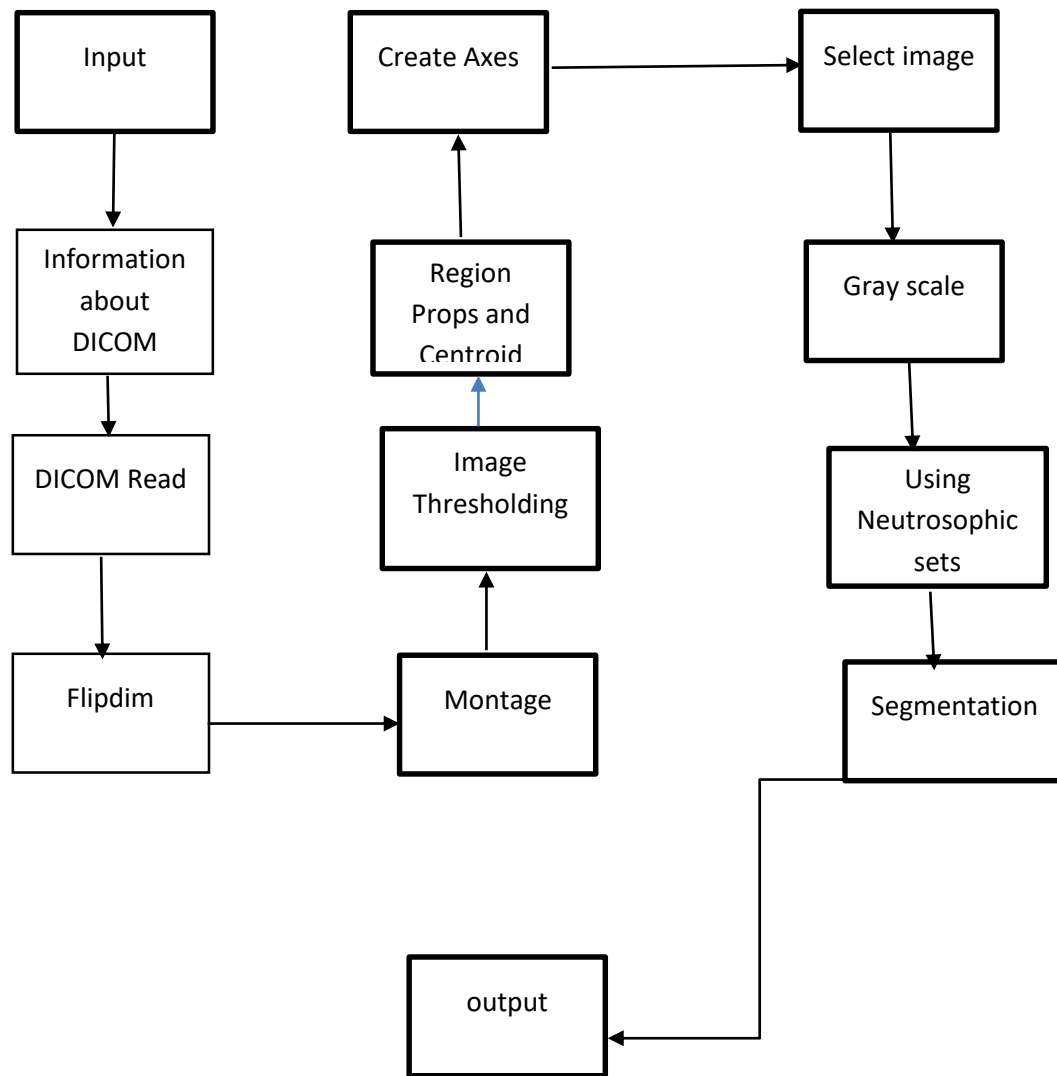 Input
Information
about
DICOM
DICOM Read
Flipdim
Montage
Image
Thresholding
Region
Props and
Centroid
Create Axes
Select image
Gray scale
Using
Neutrosophic
sets
Segmentation
output